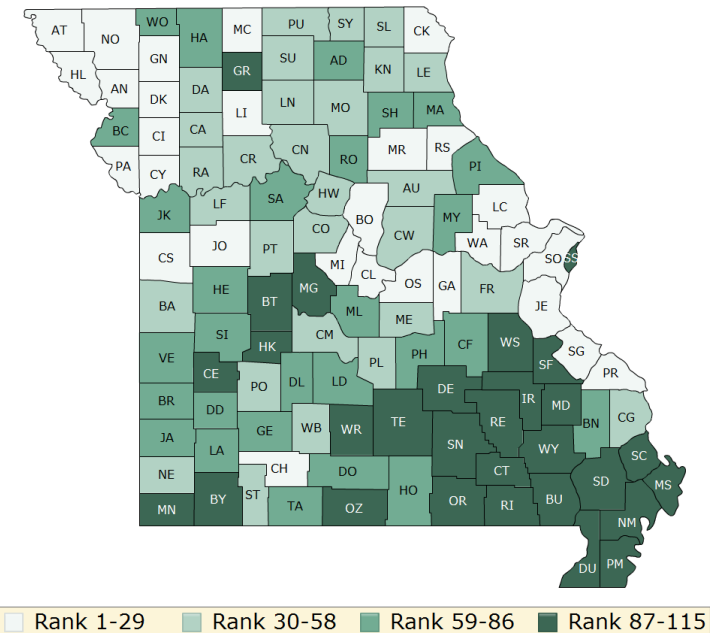 AT NO WO HA MC PU SY SL CK
HL AN GN DA GR SU AD KN LE
DK LI LN MO SH MA
BC CI CA CN RO MR RS
PA CY RA CR PI
JK LF SA HW BO AU MY LC
CS JO PT CO CW WA SR SO SS
BA HE BT MG MI CL OS GA FR JE
VE SI HK ML ME CF WS SG
CE CM PL PH SF PR
BR DD PO DL LD DE IR MD BN CG
JA LA GE WB WR TE SN RE WY SC
NE ST CH DO CT SD MS
MN BY TA OZ HO OR RI BU NM
DU PM
Rank 1-29 Rank 30-58 Rank 59-86 Rank 87-115